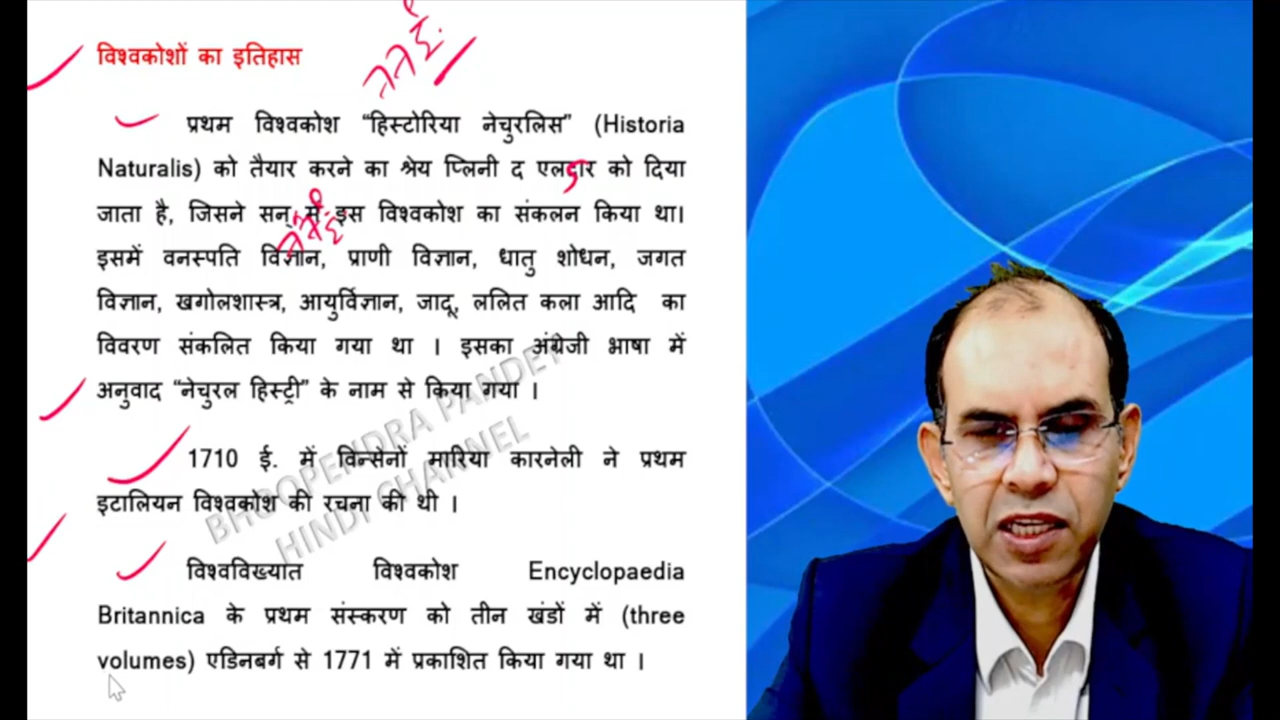 विश्वकोशों का इतिहास
प्रथम विश्वकोश “हिस्टोरिया नेचुरलिस” (Historia
Naturalis) को तैयार करने का श्रेय प्लिनी द एलदार को दिया
जाता है, जिसने सन् में इस विश्वकोश का संकलन किया था।
इसमें वनस्पति विज्ञान, प्राणी विज्ञान, धातु शोधन, जगत
विज्ञान, खगोलशास्त्र, आयुर्विज्ञान, जादू, ललित कला आदि का
विवरण संकलित किया गया था । इसका अंग्रेजी भाषा में
अनुवाद “नेचुरल हिस्ट्री” के नाम से किया गया ।
1710 ई. में विन्सेनों मारिया कारनेली ने प्रथम
इटालियन विश्वकोश की रचना की थी ।
विश्वविख्यात विश्वकोश Encyclopaedia
Britannica के प्रथम संस्करण को तीन खंडों में (three
volumes) एडिनबर्ग से 1771 में प्रकाशित किया गया था ।
BHOOPENDRA PANDEY
HINDI CHANNEL